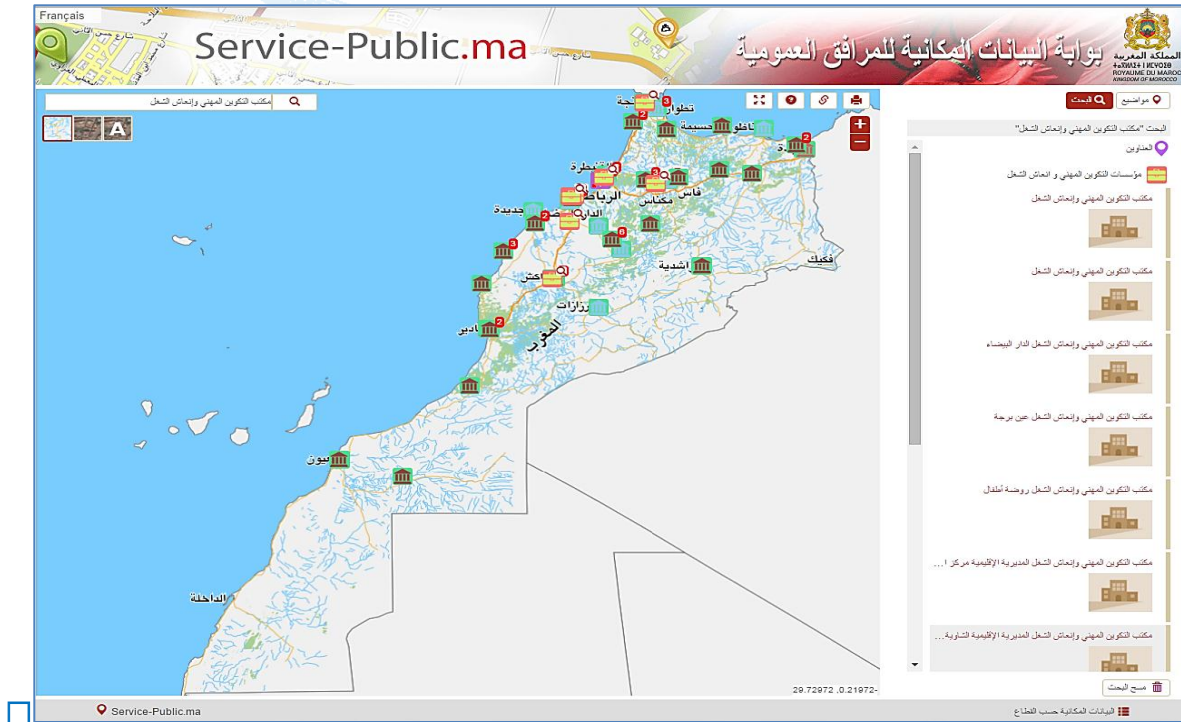 Français
Service-Public.ma
بوابة البيانات المكانية للمرافق العمومية
المملكة المغربية
ROYAUME DU MAROC
KINGDOM OF MOROCCO
مكتب التكوين المهني وإنعاش الشغل
A
مواضيع
البحث
البحث "مكتب التكوين المهني وإنعاش الشغل"
العناوين
مؤسسات التكوين المهني و انعاش الشغل
مكتب التكوين المهني وإنعاش الشغل
مكتب التكوين المهني وإنعاش الشغل
مكتب التكوين المهني وإنعاش الشغل الدار البيضاء
مكتب التكوين المهني وإنعاش الشغل عين برجة
مكتب التكوين المهني وإنعاش الشغل روضة أطفال
مكتب التكوين المهني وإنعاش الشغل المديرية الإقليمية مركز ا...
مكتب التكوين المهني وإنعاش الشغل المديرية الإقليمية الشاوية...
مسح البحث
تطوان
الرباط
مكناس
فاس
فكيك
المغرب
الداخلة
29.72972 ,0.21972-
Service-Public.ma
البيانات المكانية حسب القطاع